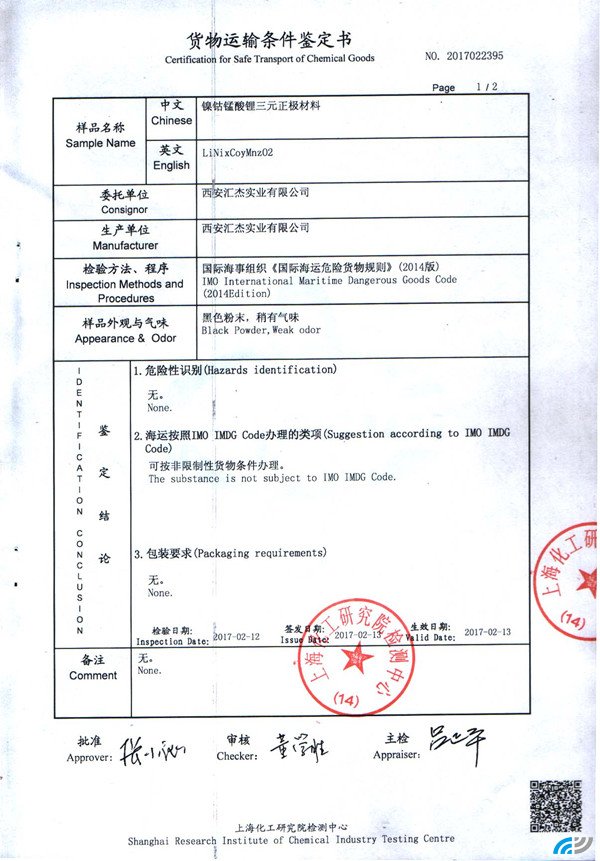 货物运输条件鉴定书
Certification for Safe Transport of Chemical Goods
NO. 2017022395
Page 1 / 2
样品名称
Sample Name
中文
Chinese
镍钴锰酸锂三元正极材料
英文
English
LiNixCoyMnzO2
委托单位
Consignor
西安汇杰实业有限公司
生产单位
Manufacturer
西安汇杰实业有限公司
检验方法、程序
Inspection Methods and
Procedures
国际海事组织《国际海运危险货物规则》(2014版)
IMO International Maritime Dangerous Goods Code
(2014Edition)
样品外观与气味
Appearance & Odor
黑色粉末，稍有气味
Black Powder,Weak odor
IDENTIFICATION CONCLUSION
鉴定结论
1. 危险性识别(Hazards identification)
无。
None.
2. 海运按照IMO IMDG Code办理的类项(Suggestion according to IMO IMDG
Code)
可按非限制性货物条件办理。
The substance is not subject to IMO IMDG Code.
3. 包装要求(Packaging requirements)
无。
None.
检验日期:
Inspection Date: 2017-02-12
签发日期:
Issue Date: 2017-02-13
生效日期:
Valid Date: 2017-02-13
备注
Comment
无。
None.
上海化工研究院检测中心
(14)
上海化工研
(14)
批准
Approver:
审核
Checker:
主检
Appraiser:
上海化工研究院检测中心
Shanghai Research Institute of Chemical Industry Testing Centre